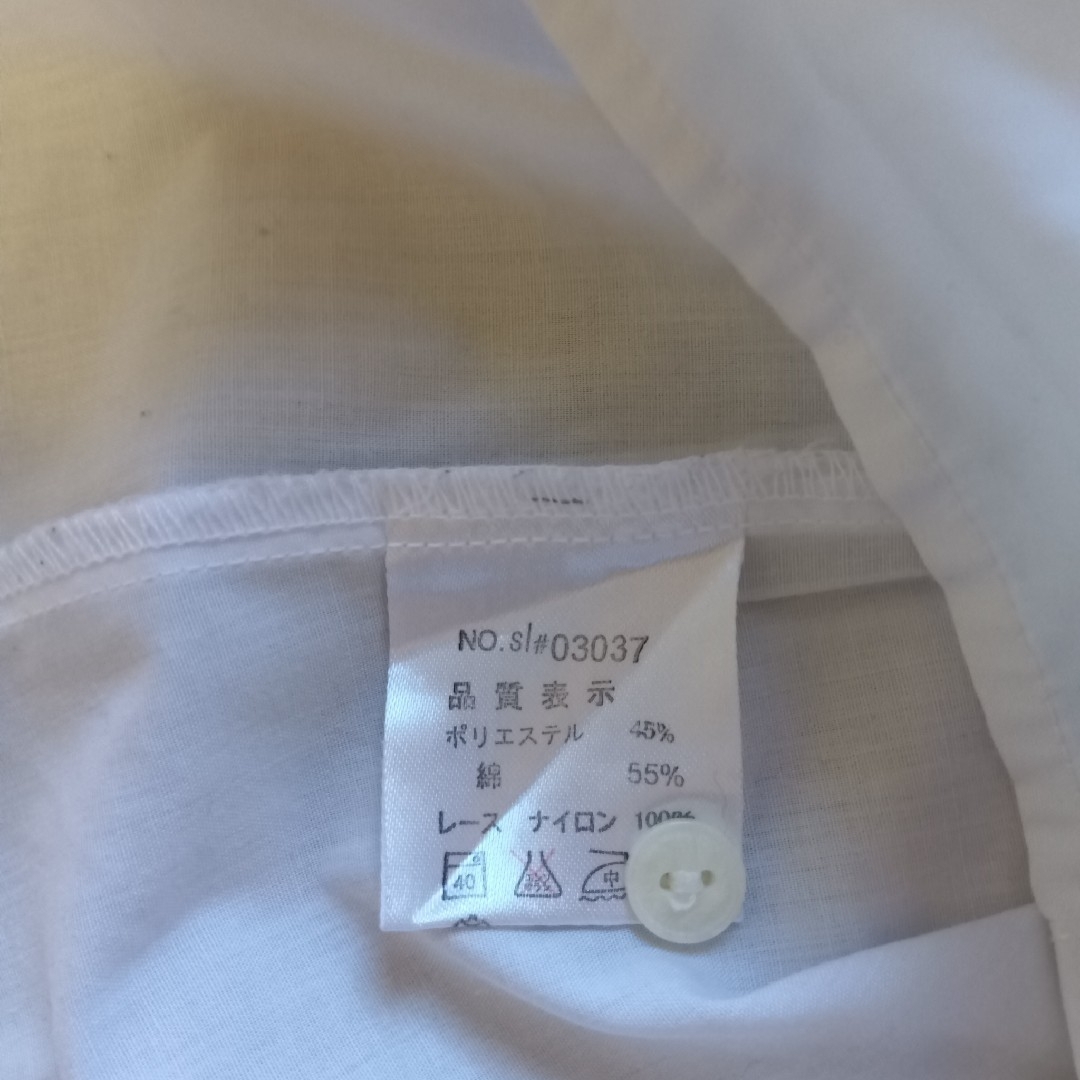 NO.sl#03037
品質表示
ポリエステル 45%
綿 55%
レース ナイロン 100%
40 中